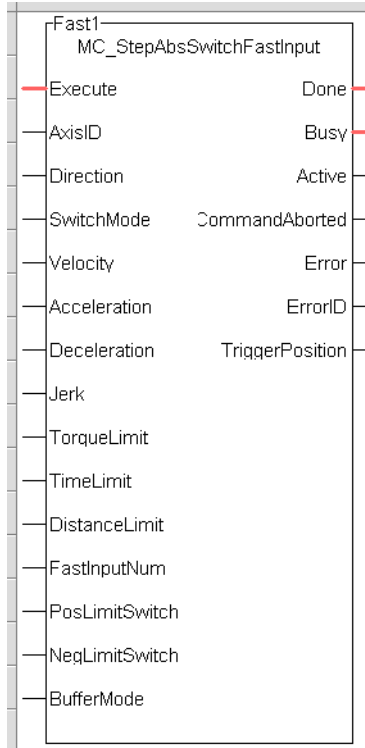 Fast1
MC_StepAbsSwitchFastInput
Execute Done
AxisID Busy
Direction Active
SwitchMode CommandAborted
Velocity Error
Acceleration ErrorID
Deceleration TriggerPosition
Jerk
TorqueLimit
TimeLimit
DistanceLimit
FastInputNum
PosLimitSwitch
NegLimitSwitch
BufferMode